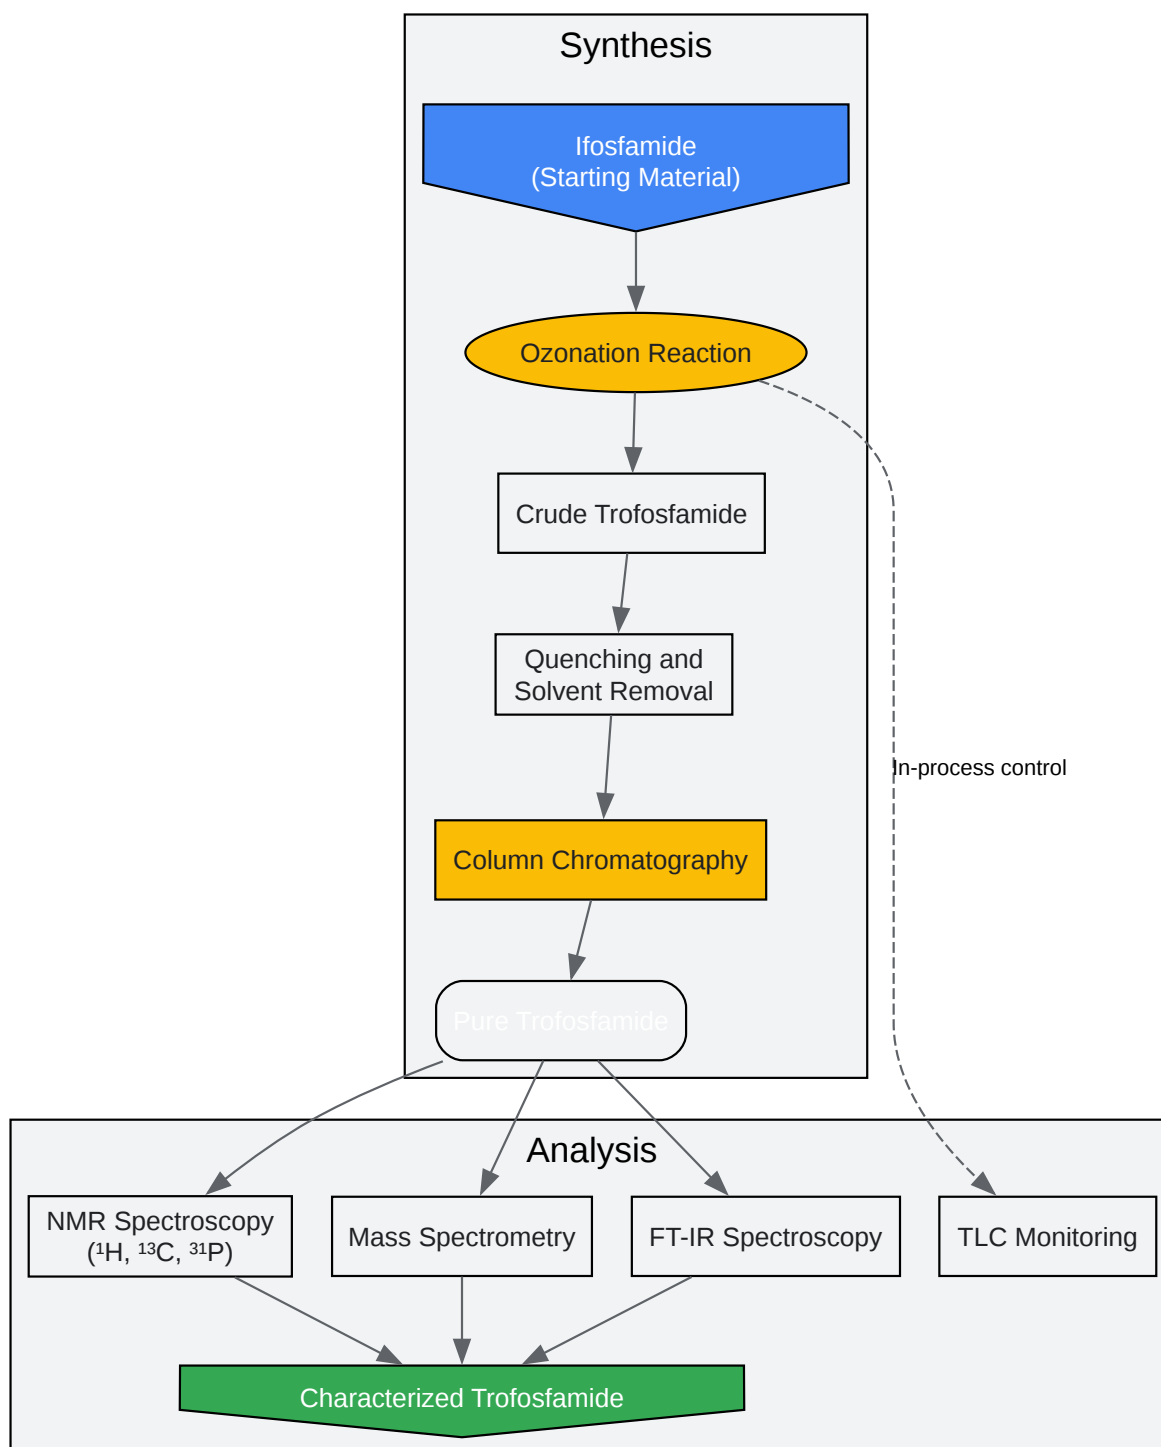 Synthesis
Ifosfamide
(Starting Material)
Ozonation Reaction
Crude Trofosfamide
Quenching and
Solvent Removal
In-process control
Column Chromatography
Pure Trofosfamide
Analysis
NMR Spectroscopy
(¹H, ¹³C, ³¹P)
Mass Spectrometry
FT-IR Spectroscopy
TLC Monitoring
Characterized Trofosfamide